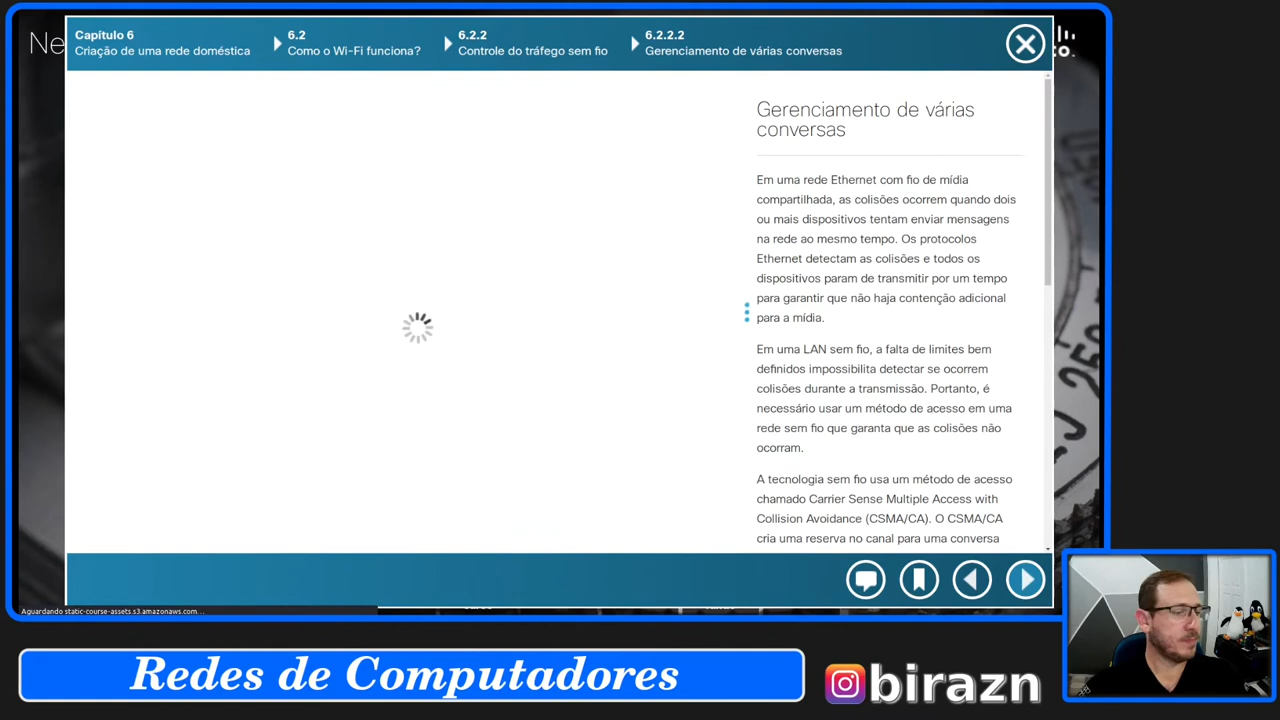 Ne
Capítulo 6
Criação de uma rede doméstica
6.2
Como o Wi-Fi funciona?
6.2.2
Controle do tráfego sem fio
6.2.2.2
Gerenciamento de várias conversas
Gerenciamento de várias
conversas
Em uma rede Ethernet com fio de mídia
compartilhada, as colisões ocorrem quando dois
ou mais dispositivos tentam enviar mensagens
na rede ao mesmo tempo. Os protocolos
Ethernet detectam as colisões e todos os
dispositivos param de transmitir por um tempo
para garantir que não haja contenção adicional
para a mídia.
Em uma LAN sem fio, a falta de limites bem
definidos impossibilita detectar se ocorrem
colisões durante a transmissão. Portanto, é
necessário usar um método de acesso em uma
rede sem fio que garanta que as colisões não
ocorram.
A tecnologia sem fio usa um método de acesso
chamado Carrier Sense Multiple Access with
Collision Avoidance (CSMA/CA). O CSMA/CA
cria uma reserva no canal para uma conversa
Aguardando static-course-assets.s3.amazonaws.com...
Redes de Computadores
birazn